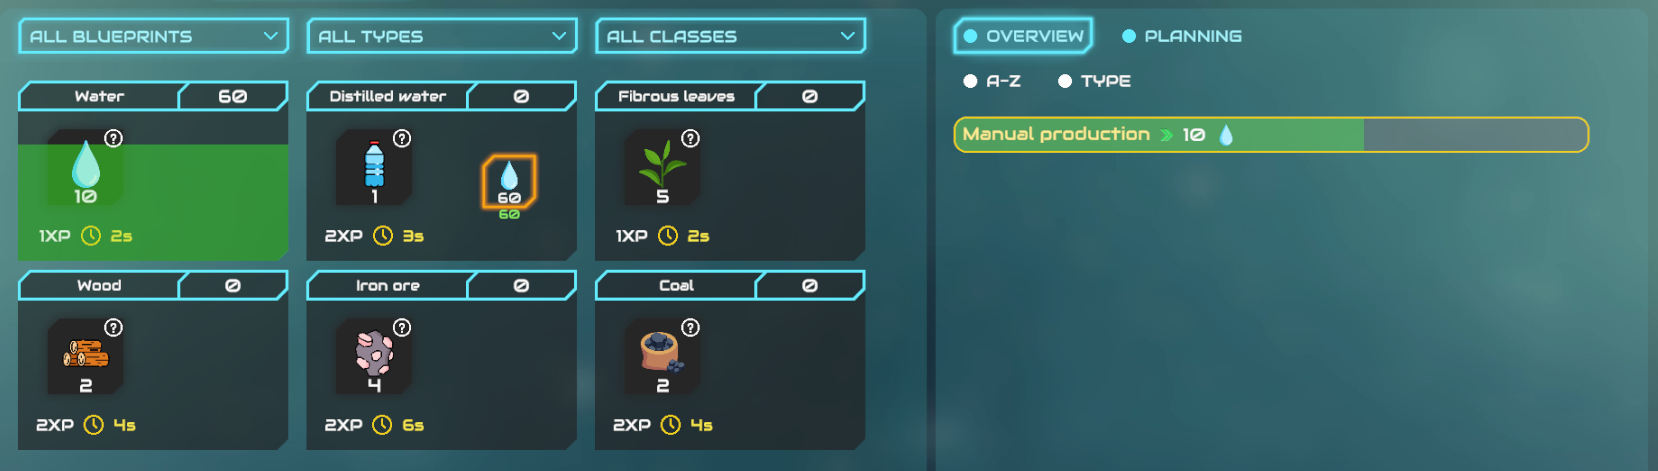 ALL BLUEPRINTS ALL TYPES ALL CLASSES
Water 60 Distilled water 0 Fibrous leaves 0
? ? ?
10 1 60 5
60
1XP 2s 2XP 3s 1XP 2s
Wood 0 Iron ore 0 Coal 0
? ? ?
2 4 2
2XP 4s 2XP 6s 2XP 4s
OVERVIEW PLANNING
A-Z TYPE
Manual production » 10